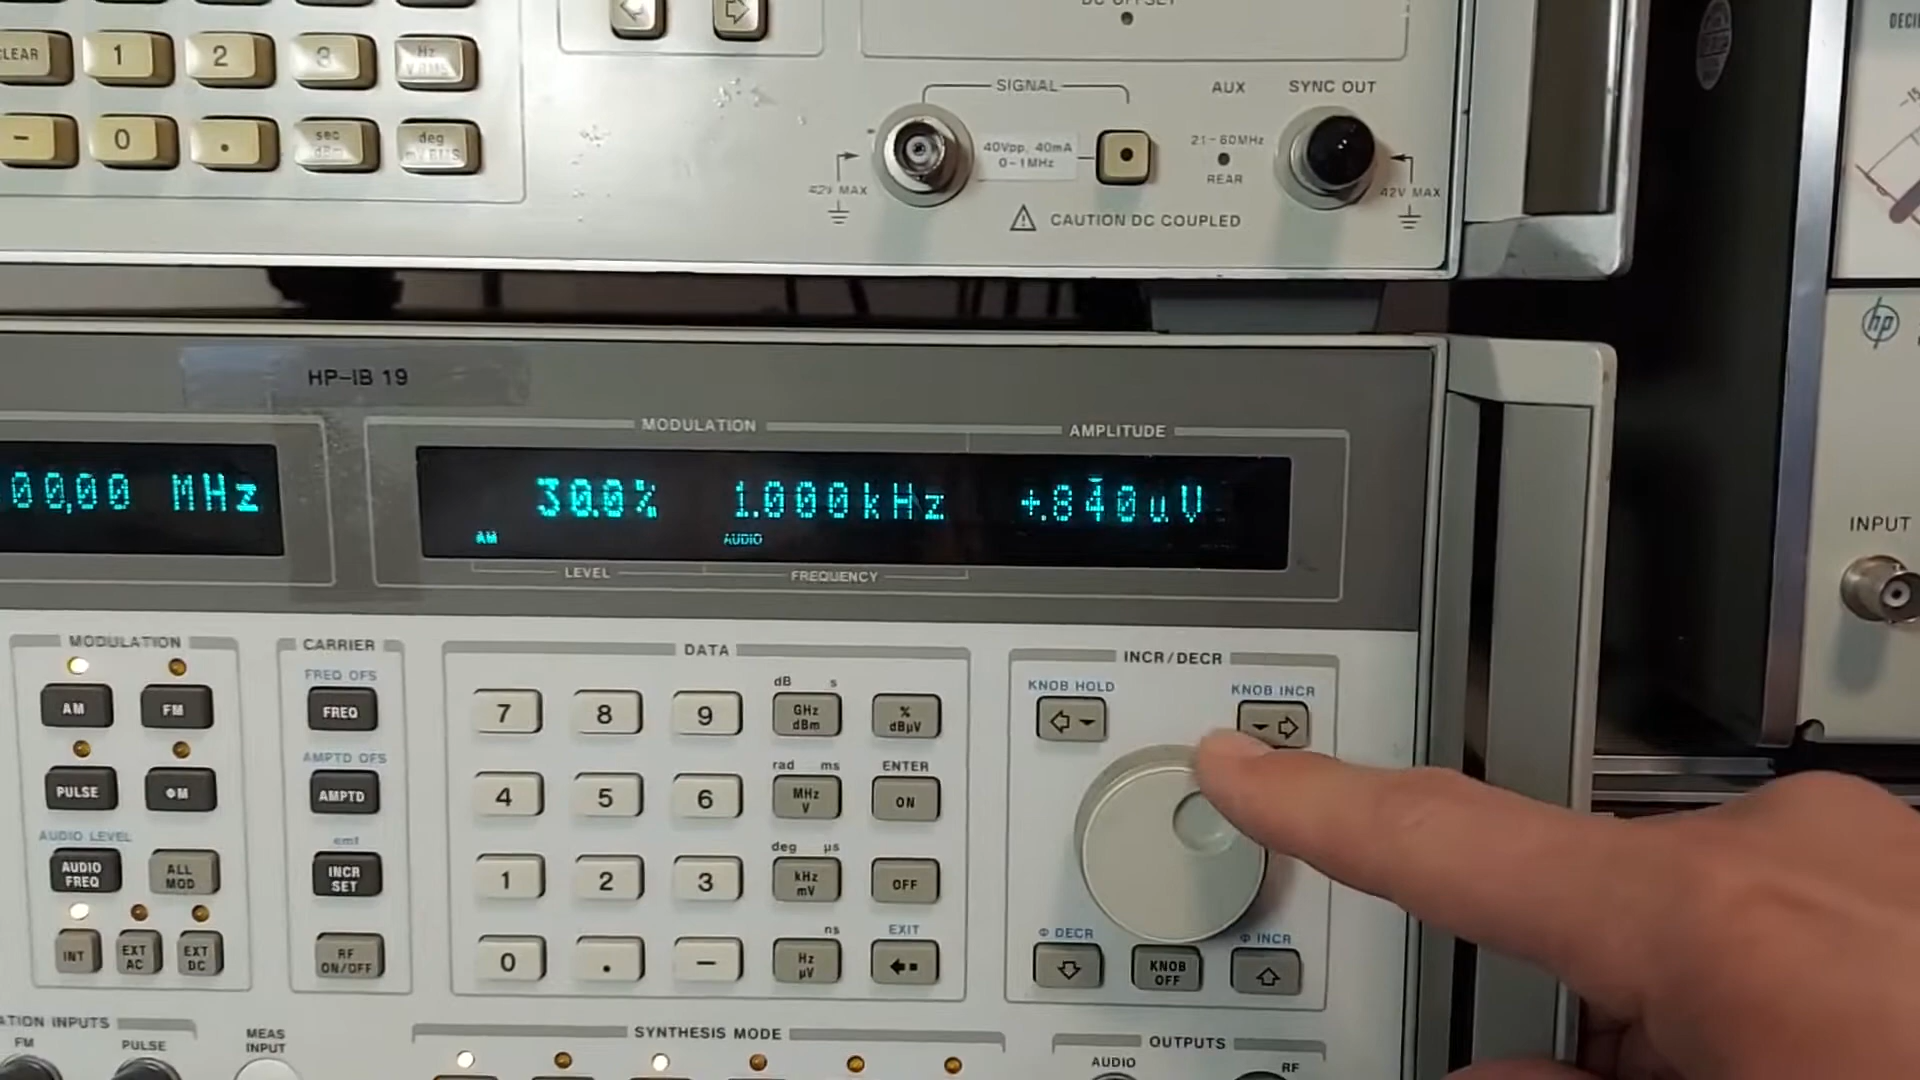 DC OFFSET
CLEAR 1 2 3 Hz
V RMS
SIGNAL
AUX
SYNC OUT
40Vpp, 40mA
0-1MHz
21-60MHz
REAR
- 0 . sec
dBm
deg
mV RMS
42V MAX
42V MAX
CAUTION DC COUPLED
hp
INPUT
HP-IB 19
MODULATION
AMPLITUDE
00,00 MHz
30.0%
1.000kHz
+.840uV
AM
AUDIO
LEVEL
FREQUENCY
MODULATION
AM
FM
PULSE
ΦM
AUDIO LEVEL
AUDIO
FREQ
ALL
MOD
INT
EXT
AC
EXT
DC
CARRIER
FREQ OFS
FREQ
AMPTD OFS
AMPTD
emf
INCR
SET
RF
ON/OFF
DATA
dB s
7 8 9
GHz
dBm
%
dBμV
rad ms
ENTER
4 5 6
MHz
V
ON
deg μs
1 2 3
kHz
mV
OFF
ns
EXIT
0 . -
Hz
μV
INCR/DECR
KNOB HOLD
KNOB INCR
Φ DECR
Φ INCR
KNOB
OFF
FM
PULSE
MEAS
INPUT
SYNTHESIS MODE
OUTPUTS
AUDIO
RF